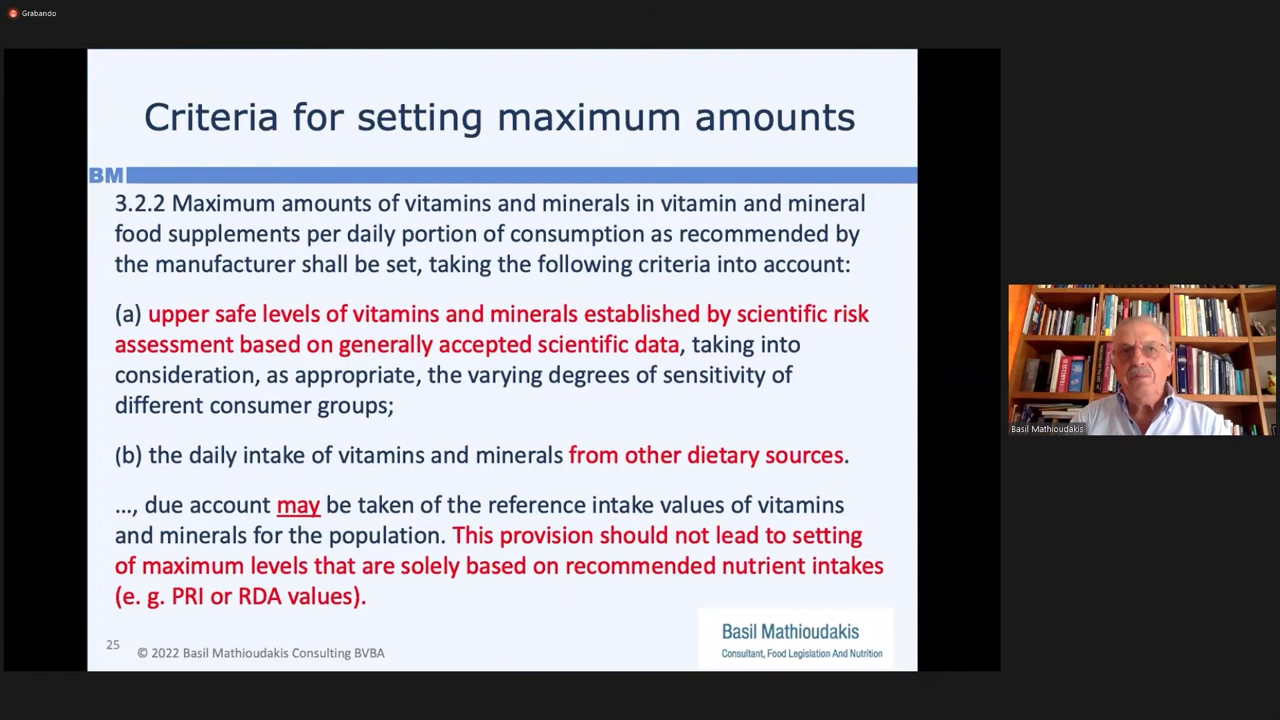 Grabando
Criteria for setting maximum amounts
BM
3.2.2 Maximum amounts of vitamins and minerals in vitamin and mineral
food supplements per daily portion of consumption as recommended by
the manufacturer shall be set, taking the following criteria into account:
(a) upper safe levels of vitamins and minerals established by scientific risk
assessment based on generally accepted scientific data, taking into
consideration, as appropriate, the varying degrees of sensitivity of
different consumer groups;
(b) the daily intake of vitamins and minerals from other dietary sources.
…, due account may be taken of the reference intake values of vitamins
and minerals for the population. This provision should not lead to setting
of maximum levels that are solely based on recommended nutrient intakes
(e. g. PRI or RDA values).
25
© 2022 Basil Mathioudakis Consulting BVBA
Basil Mathioudakis
Consultant, Food Legislation And Nutrition
Basil Mathioudakis